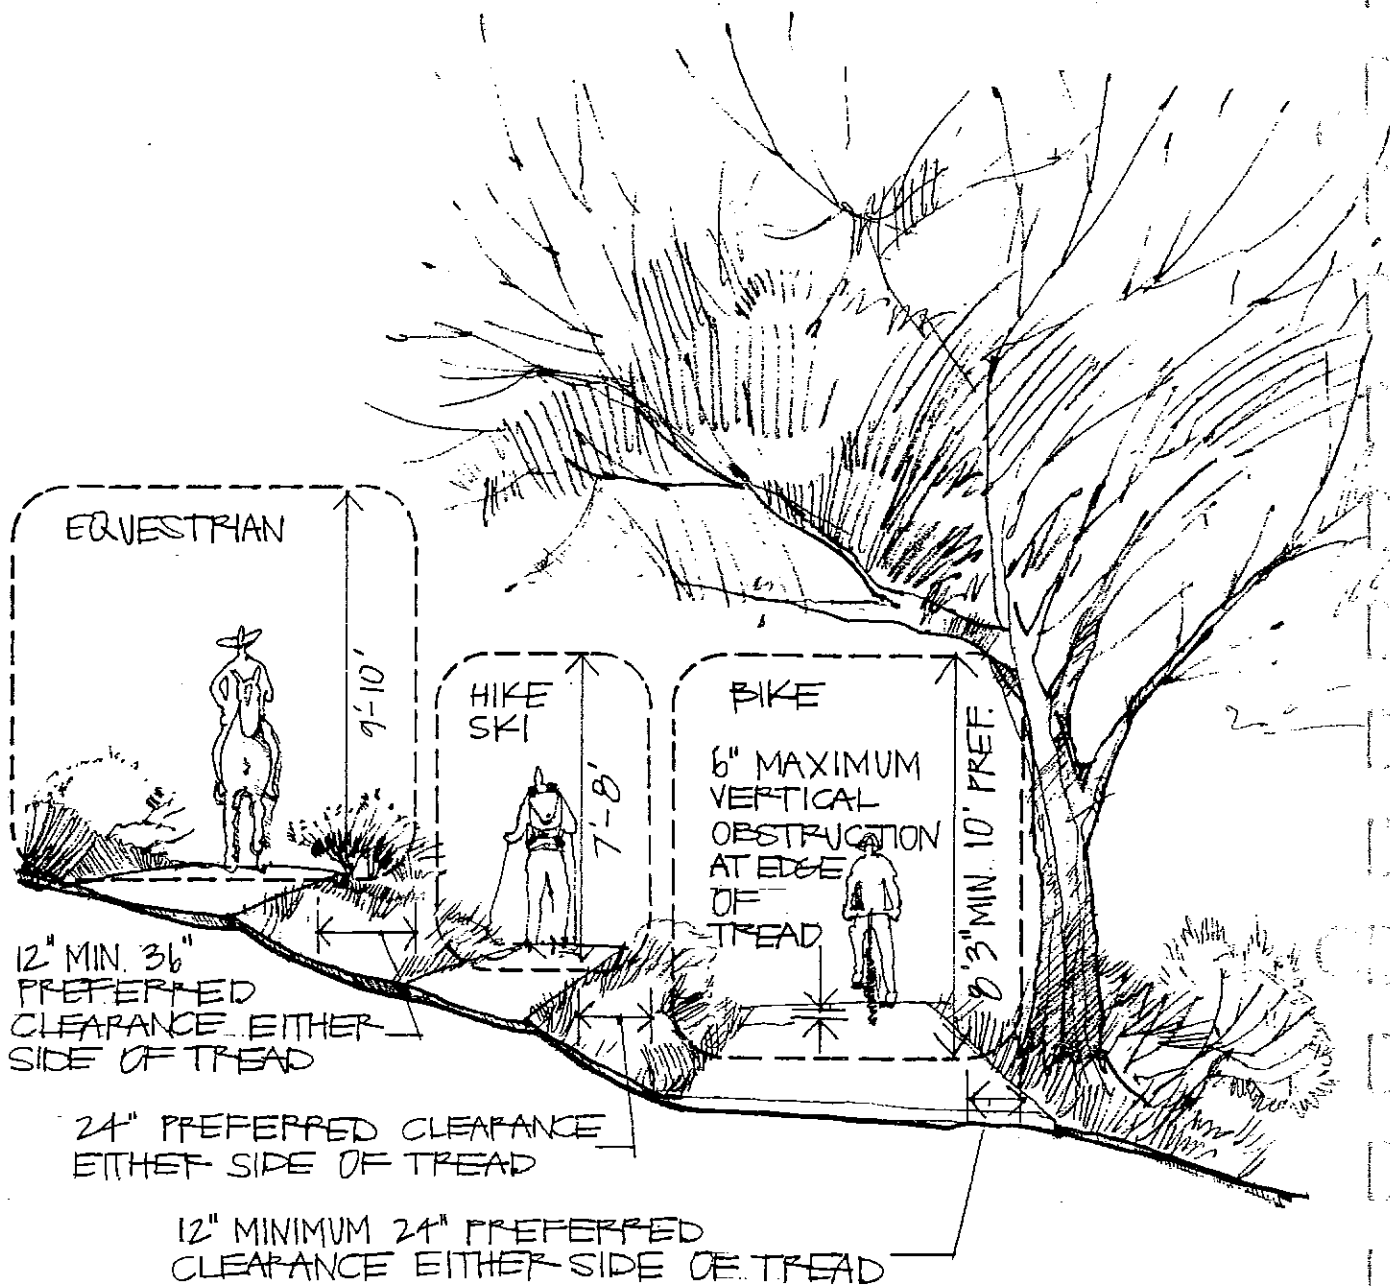 EQUESTRIAN
9'-10'
12" MIN. 36"
PREFERRED
CLEARANCE EITHER
SIDE OF TREAD
HIKE
SKI
7'-8'
24" PREFERRED CLEARANCE
EITHER SIDE OF TREAD
BIKE
6" MAXIMUM
VERTICAL
OBSTRUCTION
AT EDGE
OF
TREAD
8'3" MIN. 10' PREF.
12" MINIMUM 24" PREFERRED
CLEARANCE EITHER SIDE OF TREAD